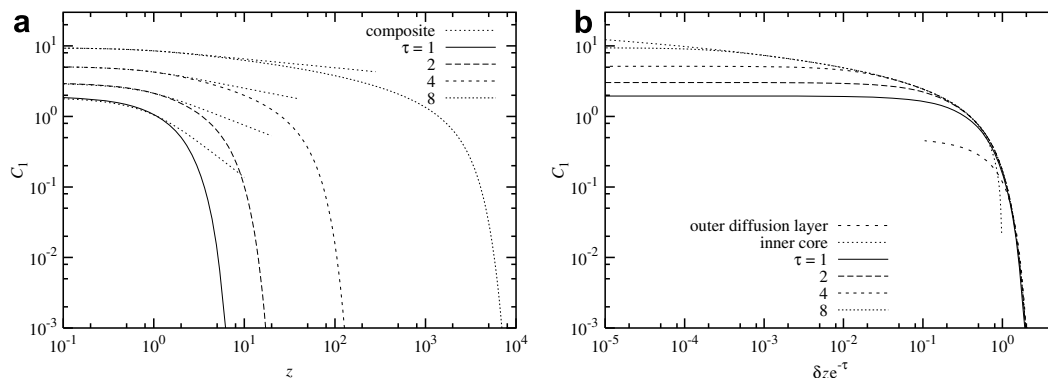 a
10^1
10^0
10^-1
10^-2
10^-3
C_1
10^-1
10^0
10^1
10^2
10^3
10^4
z
composite
τ = 1
2
4
8
b
10^1
10^0
10^-1
10^-2
10^-3
C_1
10^-5
10^-4
10^-3
10^-2
10^-1
10^0
δze^-τ
outer diffusion layer
inner core
τ = 1
2
4
8